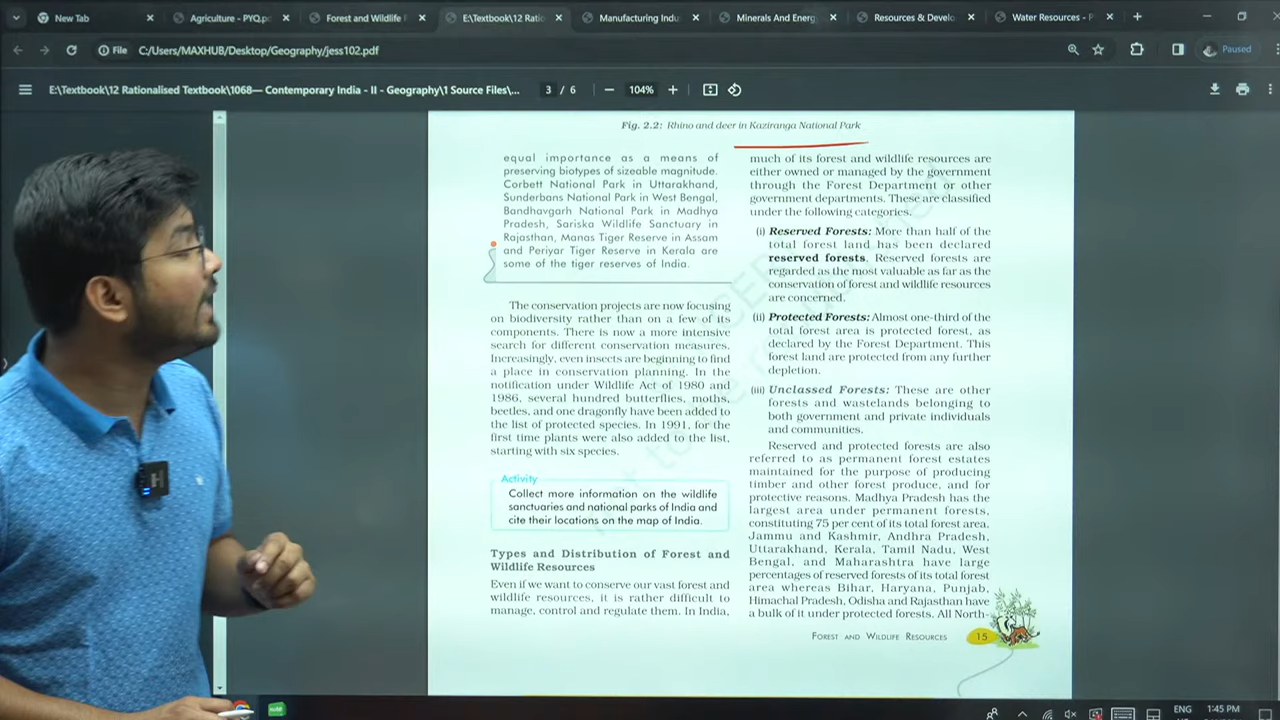 New Tab
Agriculture - PYQ.pd
Forest and Wildlife F
E:\Textbook\12 Ratio
Manufacturing Indu
Minerals And Energ
Resources & Develo
Water Resources - P
File C:/Users/MAXHUB/Desktop/Geography/jess102.pdf
Paused
E:\Textbook\12 Rationalised Textbook\1068— Contemporary India - II - Geography\1 Source Files\...
3 / 6
104%
Fig. 2.2: Rhino and deer in Kaziranga National Park
equal importance as a means of
preserving biotypes of sizeable magnitude.
Corbett National Park in Uttarakhand,
Sunderbans National Park in West Bengal,
Bandhavgarh National Park in Madhya
Pradesh, Sariska Wildlife Sanctuary in
Rajasthan, Manas Tiger Reserve in Assam
and Periyar Tiger Reserve in Kerala are
some of the tiger reserves of India.
The conservation projects are now focusing
on biodiversity rather than on a few of its
components. There is now a more intensive
search for different conservation measures.
Increasingly, even insects are beginning to find
a place in conservation planning. In the
notification under Wildlife Act of 1980 and
1986, several hundred butterflies, moths,
beetles, and one dragonfly have been added to
the list of protected species. In 1991, for the
first time plants were also added to the list,
starting with six species.
Activity
Collect more information on the wildlife
sanctuaries and national parks of India and
cite their locations on the map of India.
Types and Distribution of Forest and
Wildlife Resources
Even if we want to conserve our vast forest and
wildlife resources, it is rather difficult to
manage, control and regulate them. In India,
much of its forest and wildlife resources are
either owned or managed by the government
through the Forest Department or other
government departments. These are classified
under the following categories.
(i) Reserved Forests: More than half of the
total forest land has been declared
reserved forests. Reserved forests are
regarded as the most valuable as far as the
conservation of forest and wildlife resources
are concerned.
(ii) Protected Forests: Almost one-third of the
total forest area is protected forest, as
declared by the Forest Department. This
forest land are protected from any further
depletion.
(iii) Unclassed Forests: These are other
forests and wastelands belonging to
both government and private individuals
and communities.
Reserved and protected forests are also
referred to as permanent forest estates
maintained for the purpose of producing
timber and other forest produce, and for
protective reasons. Madhya Pradesh has the
largest area under permanent forests,
constituting 75 per cent of its total forest area.
Jammu and Kashmir, Andhra Pradesh,
Uttarakhand, Kerala, Tamil Nadu, West
Bengal, and Maharashtra have large
percentages of reserved forests of its total forest
area whereas Bihar, Haryana, Punjab,
Himachal Pradesh, Odisha and Rajasthan have
a bulk of it under protected forests. All North-
FOREST AND WILDLIFE RESOURCES
15
ENG
1:45 PM